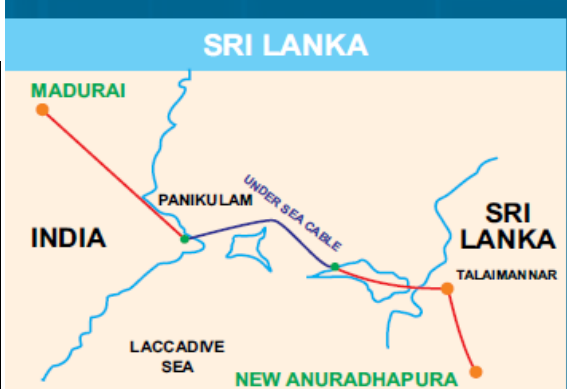 SRI LANKA
MADURAI
PANIKULAM
UNDER SEA CABLE
INDIA
SRI
LANKA
TALAIMANNAR
LACCADIVE
SEA
NEW ANURADHAPURA